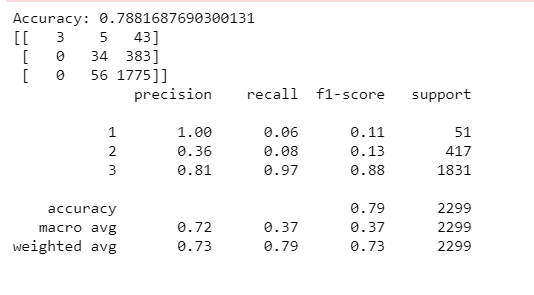 Accuracy: 0.7881687690300131
[[   3    5   43]
 [   0   34  383]
 [   0   56 1775]]
              precision    recall  f1-score   support
           1       1.00      0.06      0.11        51
           2       0.36      0.08      0.13       417
           3       0.81      0.97      0.88      1831
    accuracy                           0.79      2299
   macro avg       0.72      0.37      0.37      2299
weighted avg       0.73      0.79      0.73      2299